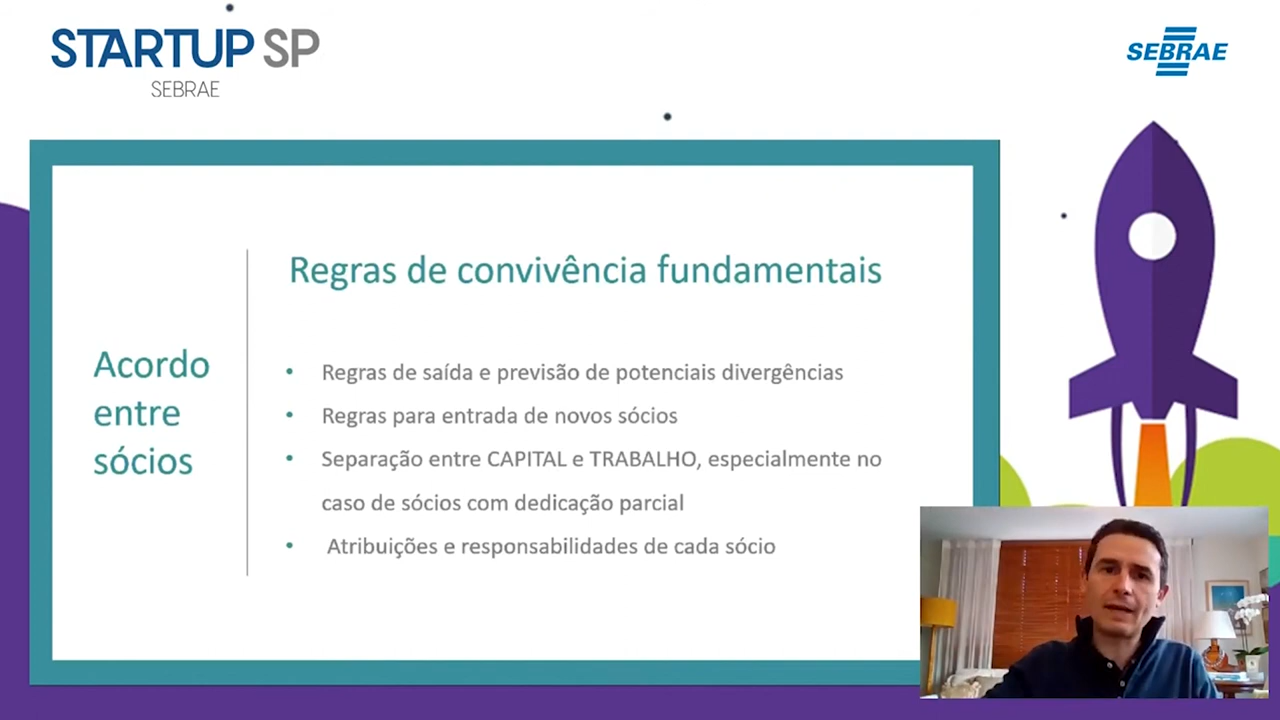 STARTUP SP
SEBRAE
SEBRAE
Regras de convivência fundamentais
Acordo
entre
sócios
• Regras de saída e previsão de potenciais divergências
• Regras para entrada de novos sócios
• Separação entre CAPITAL e TRABALHO, especialmente no
caso de sócios com dedicação parcial
• Atribuições e responsabilidades de cada sócio